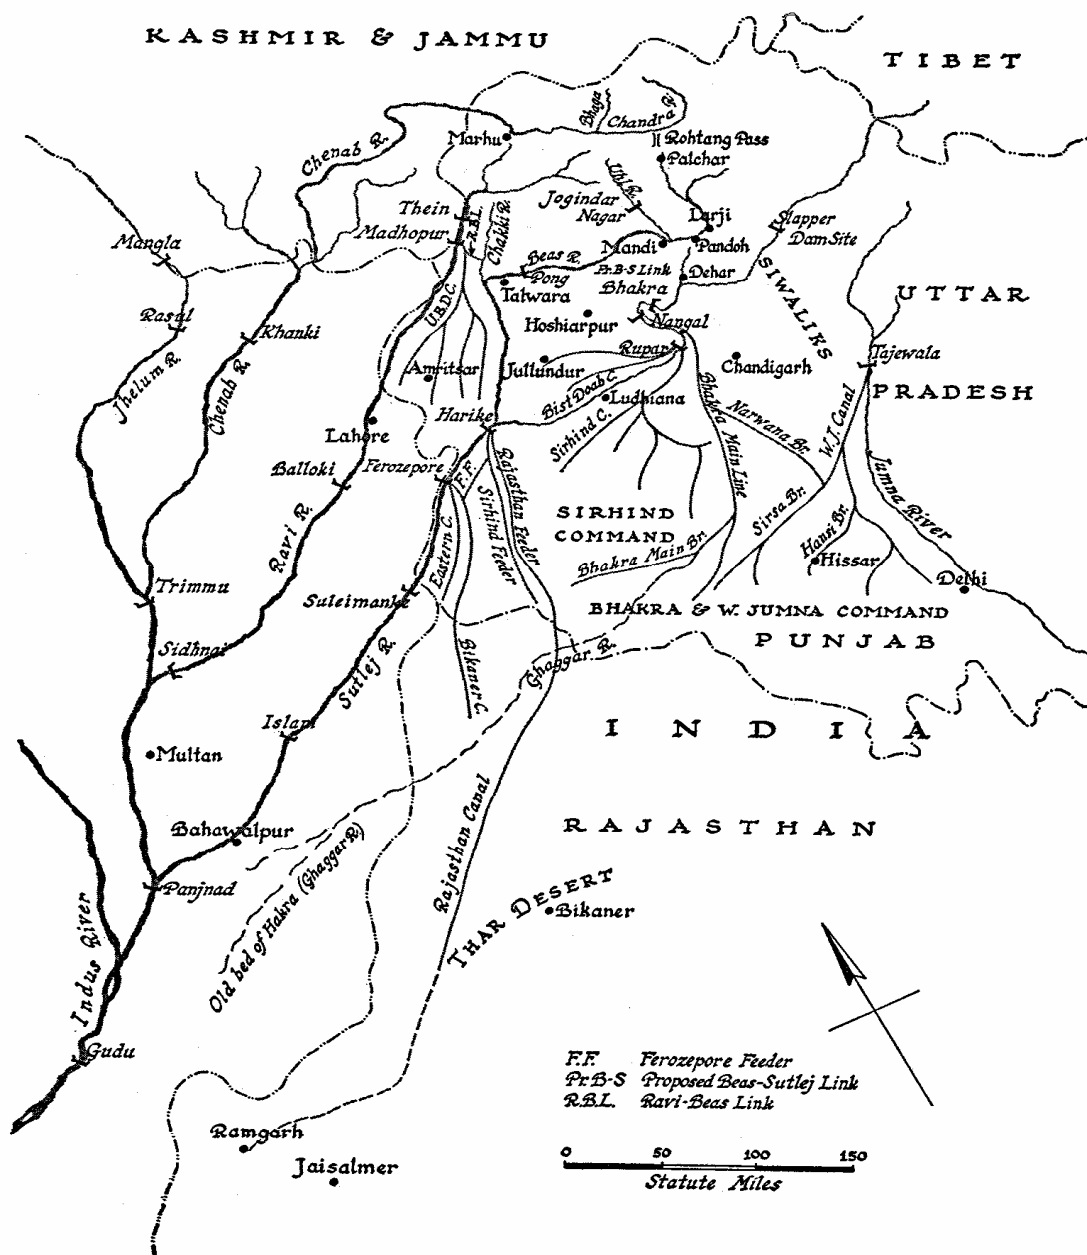 KASHMIR & JAMMU
TIBET
Bhaga
Chandra R.
Chenab R.
Marhu
Rohtang Pass
Palchar
Uhl R.
Jogindar
Nagar
Larji
Thein
R.B.L.
Chakki R.
Madhopur
Slapper
Dam Site
Mangla
Mandi
Pandoh
Beas R.
Pong
Pr.B-S Link
Dehar
Bhakra
SIWALIKS
Talwara
UTTAR
Rasul
Khanki
U.B.D.C.
Hoshiarpur
Nangal
Rupar
Tajewala
Amritsar
Jullundur
Chandigarh
Jhelum R.
Chenab R.
Bist Doab C.
Ludhiana
PRADESH
Harike
Sirhind C.
Bhakra Main Line
Narwana Br.
W.J. Canal
Lahore
Balloki
Ferozepore
F.F.
Rajasthan Feeder
Sirhind Feeder
Jumna River
Ravi R.
SIRHIND
COMMAND
Sirsa Br.
Hansi Br.
Eastern C.
Bhakra Main Br.
Hissar
Delhi
Trimmu
Suleimanke
BHAKRA & W. JUMNA COMMAND
PUNJAB
Sidhnai
Sutlej R.
Bikaner C.
Ghaggar R.
Islam
INDIA
Multan
Rajasthan Canal
Bahawalpur
RAJASTHAN
Old bed of Hakra (Ghaggar R.)
Panjnad
THAR DESERT
Bikaner
Indus River
Gudu
F.F. Ferozepore Feeder
Pr.B-S Proposed Beas-Sutlej Link
R.B.L. Ravi-Beas Link
Ramgarh
Jaisalmer
0 50 100 150
Statute Miles